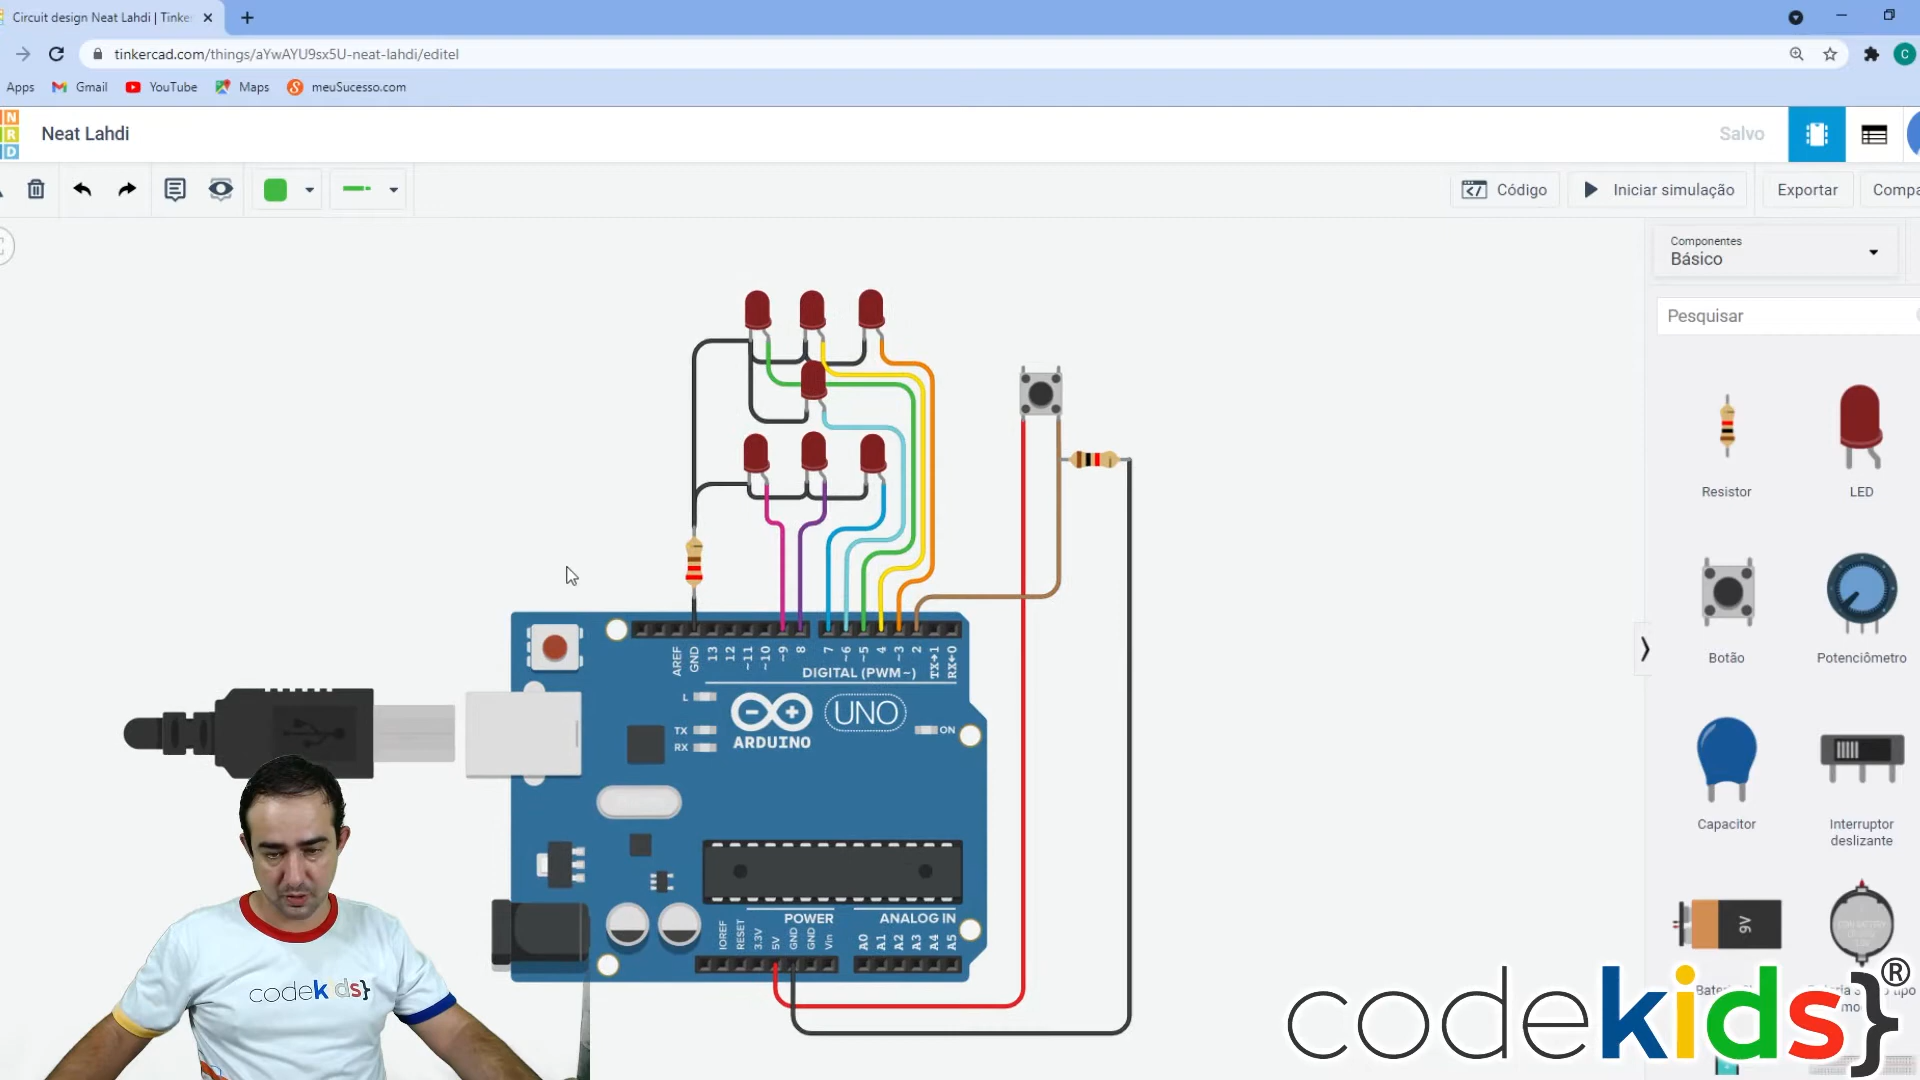 Circuit design Neat Lahdi | Tinke
tinkercad.com/things/aYwAYU9sx5U-neat-lahdi/editel
Apps
Gmail
YouTube
Maps
meuSucesso.com
N
R
D
Neat Lahdi
Salvo
Código
Iniciar simulação
Exportar
Compa
Componentes
Básico
Pesquisar
Resistor
LED
Botão
Potenciômetro
Capacitor
Interruptor
deslizante
9V
AREF
GND
13
12
~11
~10
~9
8
7
~6
~5
4
~3
2
TX→1
RX←0
DIGITAL (PWM~)
L
TX
RX
ARDUINO
UNO
ON
POWER
ANALOG IN
IOREF
RESET
3.3V
5V
GND
GND
Vin
A0
A1
A2
A3
A4
A5
codekids}
codekids}®